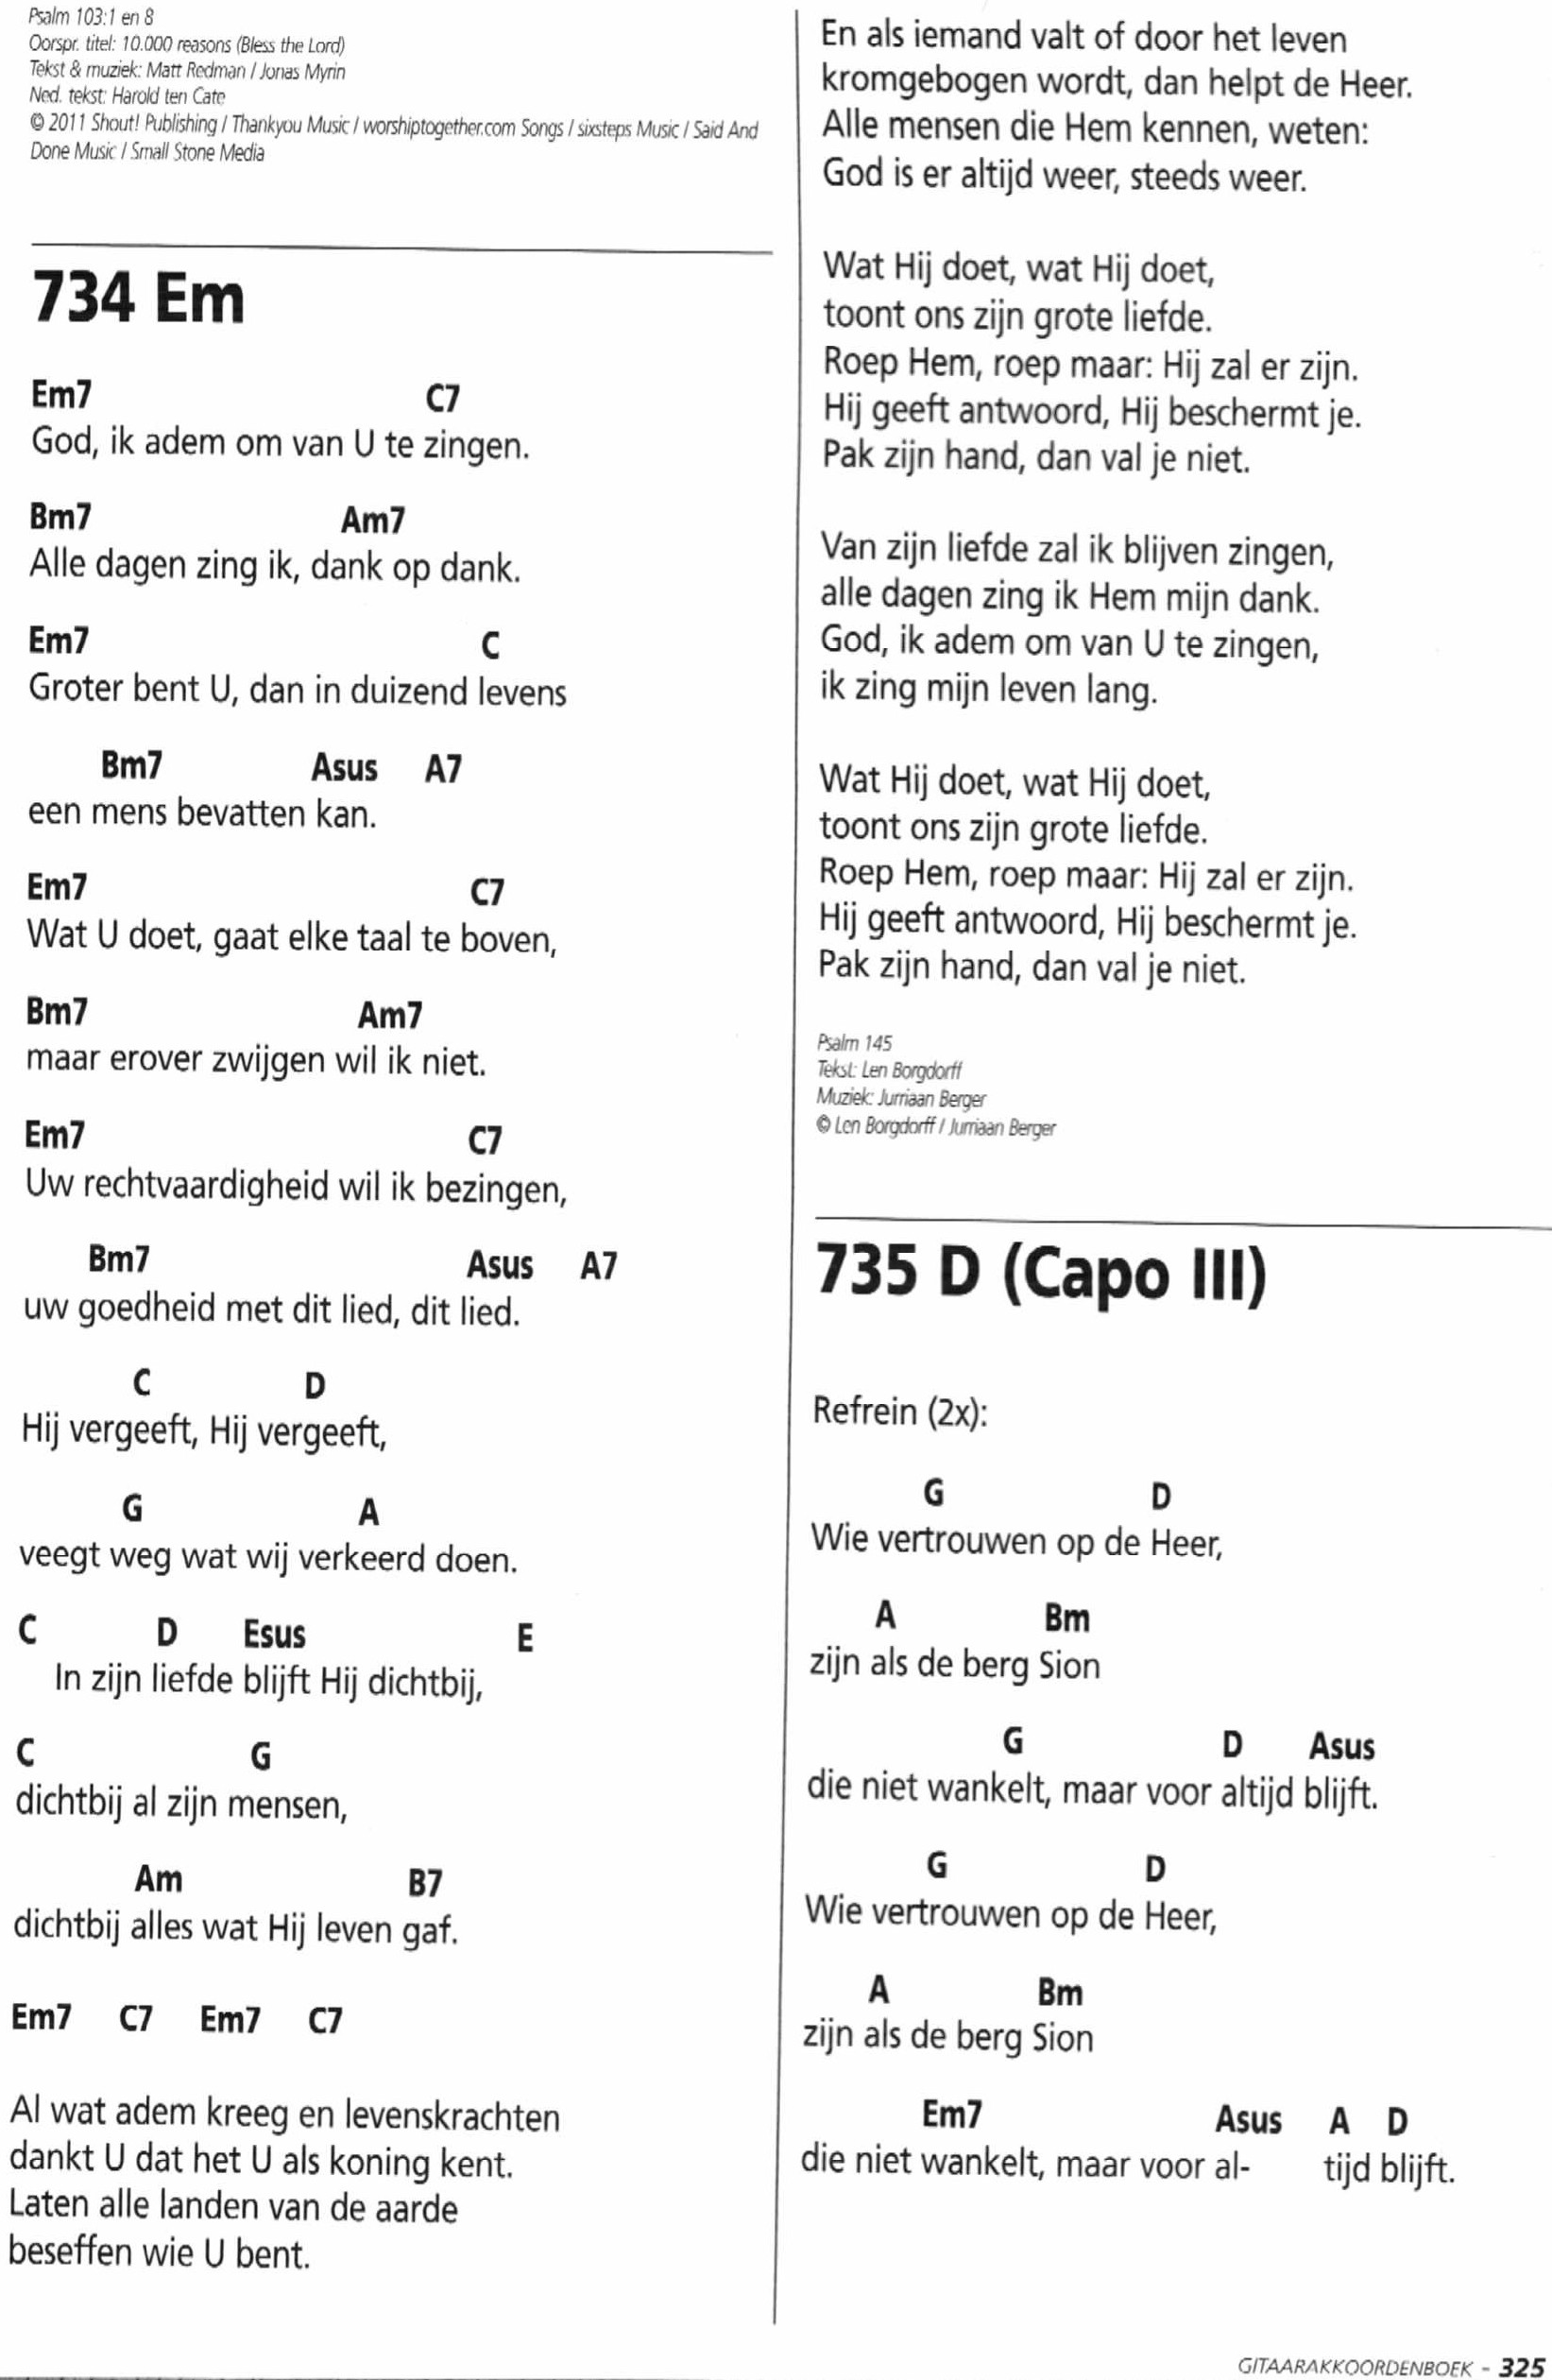 Psalm 103:1 en 8
Oorspr. titel: 10.000 reasons (Bless the Lord)
Tekst & muziek: Matt Redman / Jonas Myrin
Ned. tekst: Harold ten Cate
© 2011 Shout! Publishing / Thankyou Music / worshiptogether.com Songs / sixsteps Music / Said And
Done Music / Small Stone Media
734 Em
Em7 C7
God, ik adem om van U te zingen.
Bm7 Am7
Alle dagen zing ik, dank op dank.
Em7 C
Groter bent U, dan in duizend levens
Bm7 Asus A7
een mens bevatten kan.
Em7 C7
Wat U doet, gaat elke taal te boven,
Bm7 Am7
maar erover zwijgen wil ik niet.
Em7 C7
Uw rechtvaardigheid wil ik bezingen,
Bm7 Asus A7
uw goedheid met dit lied, dit lied.
C D
Hij vergeeft, Hij vergeeft,
G A
veegt weg wat wij verkeerd doen.
C D Esus E
In zijn liefde blijft Hij dichtbij,
C G
dichtbij al zijn mensen,
Am B7
dichtbij alles wat Hij leven gaf.
Em7 C7 Em7 C7
Al wat adem kreeg en levenskrachten
dankt U dat het U als koning kent.
Laten alle landen van de aarde
beseffen wie U bent.
En als iemand valt of door het leven
kromgebogen wordt, dan helpt de Heer.
Alle mensen die Hem kennen, weten:
God is er altijd weer, steeds weer.
Wat Hij doet, wat Hij doet,
toont ons zijn grote liefde.
Roep Hem, roep maar: Hij zal er zijn.
Hij geeft antwoord, Hij beschermt je.
Pak zijn hand, dan val je niet.
Van zijn liefde zal ik blijven zingen,
alle dagen zing ik Hem mijn dank.
God, ik adem om van U te zingen,
ik zing mijn leven lang.
Wat Hij doet, wat Hij doet,
toont ons zijn grote liefde.
Roep Hem, roep maar: Hij zal er zijn.
Hij geeft antwoord, Hij beschermt je.
Pak zijn hand, dan val je niet.
Psalm 145
Tekst: Len Borgdorff
Muziek: Jurriaan Berger
© Len Borgdorff / Jurriaan Berger
735 D (Capo III)
Refrein (2x):
G D
Wie vertrouwen op de Heer,
A Bm
zijn als de berg Sion
G D Asus
die niet wankelt, maar voor altijd blijft.
G D
Wie vertrouwen op de Heer,
A Bm
zijn als de berg Sion
Em7 Asus A D
die niet wankelt, maar voor al- tijd blijft.
GITAARAKKOORDENBOEK - 325